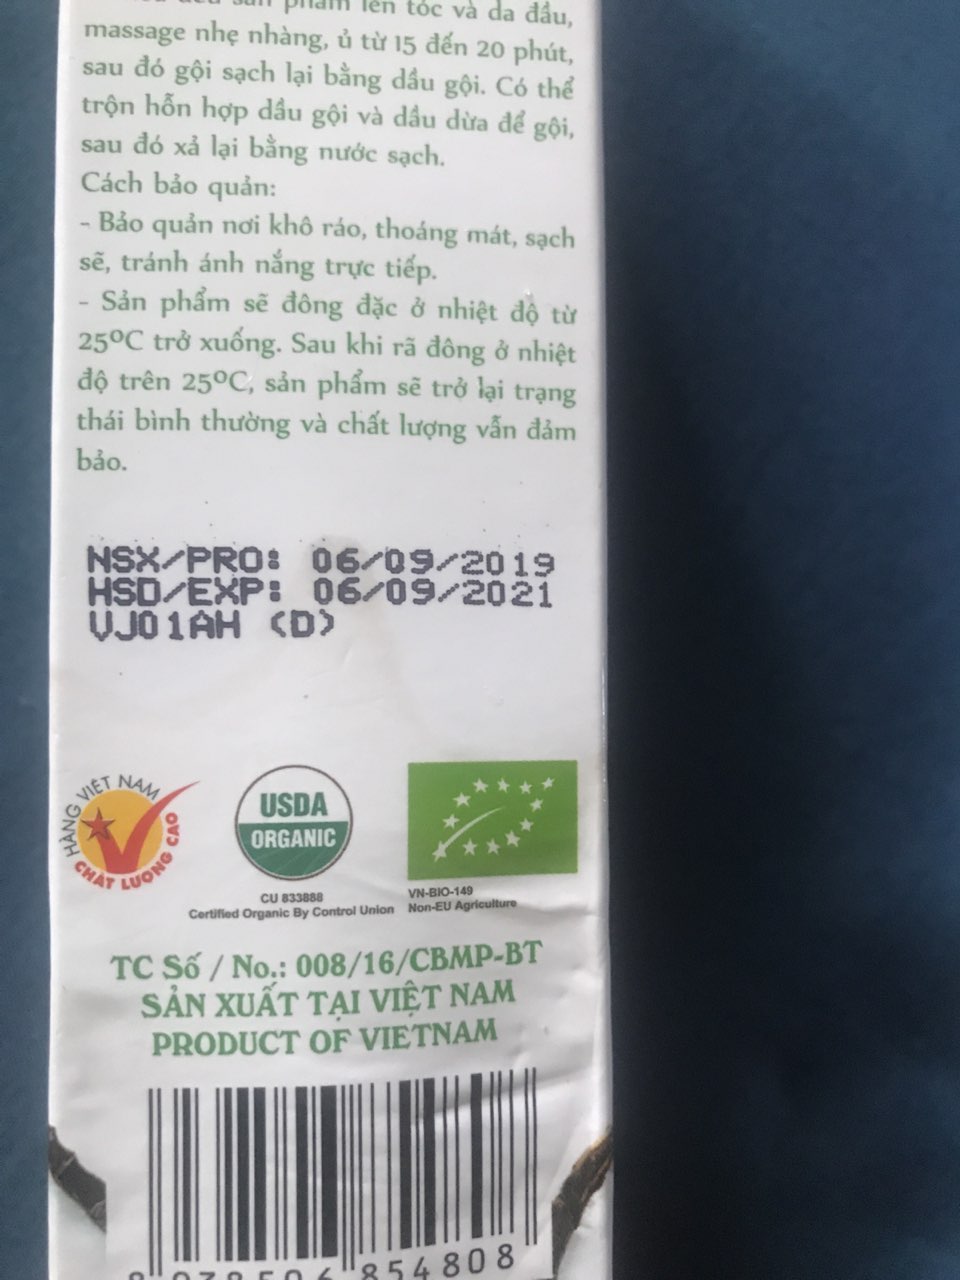 sản phẩm lên tóc và da đầu,
massage nhẹ nhàng, ủ từ 15 đến 20 phút,
sau đó gội sạch lại bằng dầu gội. Có thể
trộn hỗn hợp dầu gội và dầu dừa để gội,
sau đó xả lại bằng nước sạch.
Cách bảo quản:
- Bảo quản nơi khô ráo, thoáng mát, sạch
sẽ, tránh ánh nắng trực tiếp.
- Sản phẩm sẽ đông đặc ở nhiệt độ từ
25ºC trở xuống. Sau khi rã đông ở nhiệt
độ trên 25ºC, sản phẩm sẽ trở lại trạng
thái bình thường và chất lượng vẫn đảm
bảo.
NSX/PRO: 06/09/2019
HSD/EXP: 06/09/2021
VJ01AH (D)
HÀNG VIỆT NAM
CHẤT LƯỢNG CAO
USDA
ORGANIC
CU 833888
Certified Organic By Control Union
VN-BIO-149
Non-EU Agriculture
TC Số / No.: 008/16/CBMP-BT
SẢN XUẤT TẠI VIỆT NAM
PRODUCT OF VIETNAM
854808